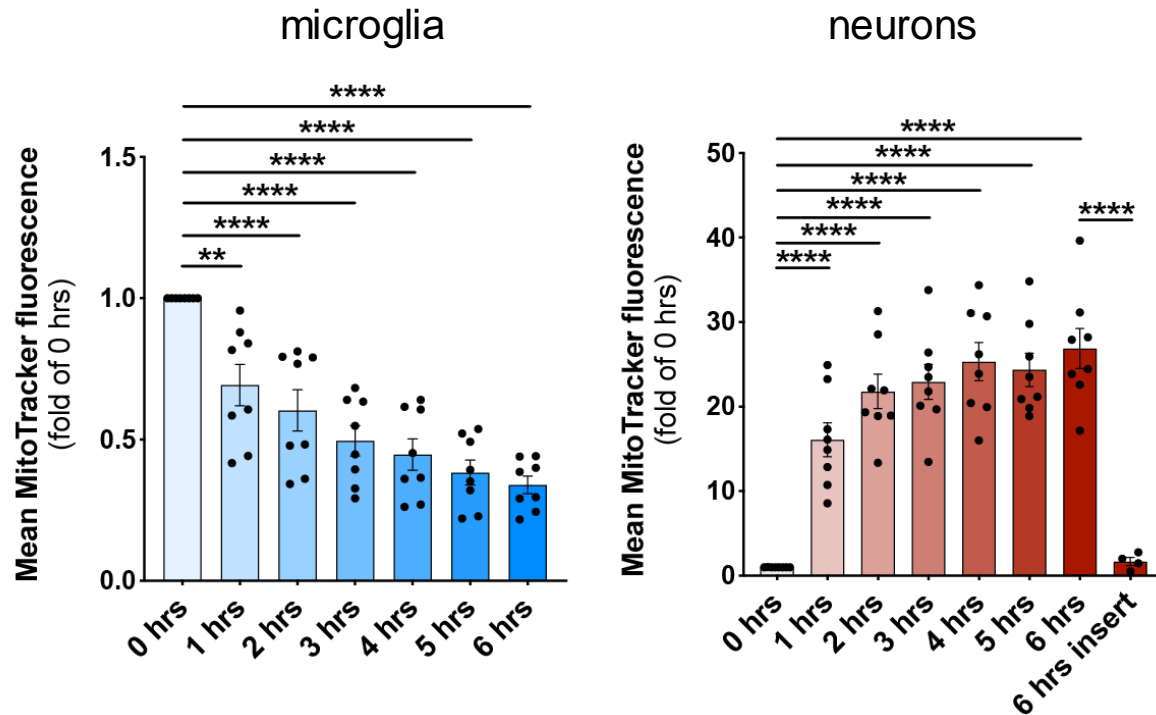 microglia
Mean MitoTracker fluorescence
(fold of 0 hrs)
****
****
****
****
****
**
1.5
1.0
0.5
0.0
0 hrs
1 hrs
2 hrs
3 hrs
4 hrs
5 hrs
6 hrs
neurons
Mean MitoTracker fluorescence
(fold of 0 hrs)
****
****
****
****
****
****
****
50
40
30
20
10
0
0 hrs
1 hrs
2 hrs
3 hrs
4 hrs
5 hrs
6 hrs
6 hrs insert